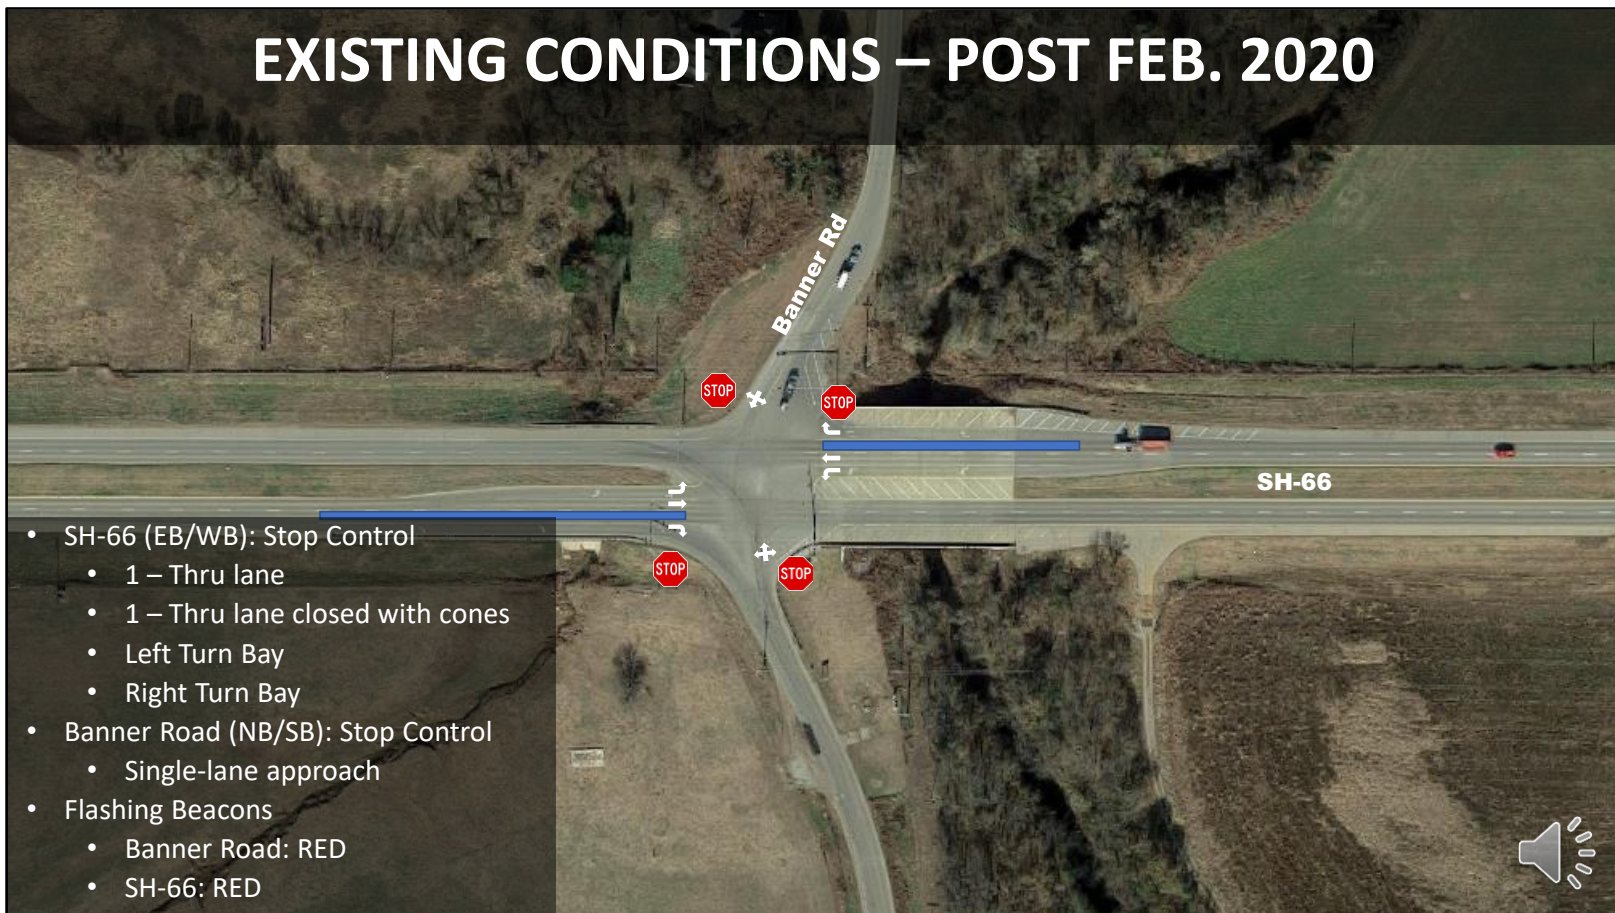 EXISTING CONDITIONS – POST FEB. 2020
Banner Rd
STOP
STOP
SH-66
STOP
STOP
• SH-66 (EB/WB): Stop Control
• 1 – Thru lane
• 1 – Thru lane closed with cones
• Left Turn Bay
• Right Turn Bay
• Banner Road (NB/SB): Stop Control
• Single-lane approach
• Flashing Beacons
• Banner Road: RED
• SH-66: RED